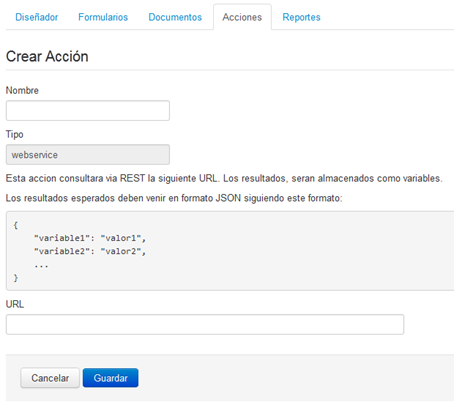 Diseñador Formularios Documentos Acciones Reportes
Crear Acción
Nombre
Tipo
webservice
Esta accion consultara via REST la siguiente URL. Los resultados, seran almacenados como variables.
Los resultados esperados deben venir en formato JSON siguiendo este formato:
{
    "variable1": "valor1",
    "variable2": "valor2",
    ...
}
URL
Cancelar Guardar